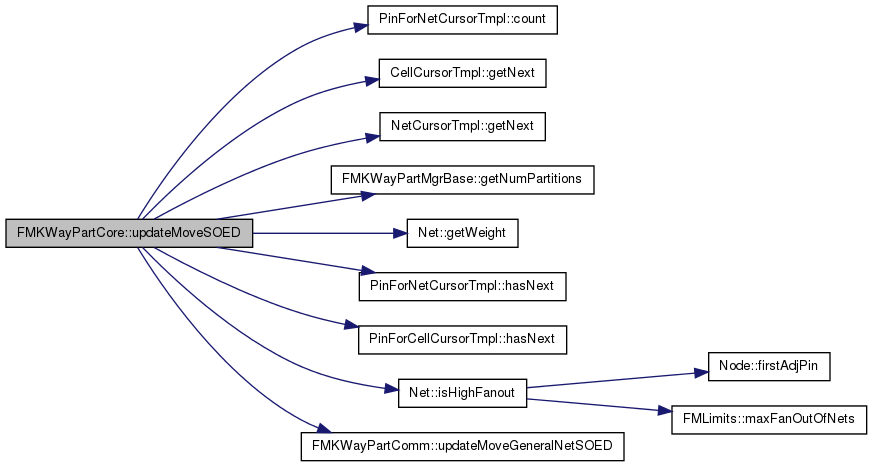 PinForNetCursorTmpl::count
CellCursorTmpl::getNext
NetCursorTmpl::getNext
FMKWayPartMgrBase::getNumPartitions
FMKWayPartCore::updateMoveSOED
Net::getWeight
PinForNetCursorTmpl::hasNext
PinForCellCursorTmpl::hasNext
Net::isHighFanout
Node::firstAdjPin
FMLimits::maxFanOutOfNets
FMKWayPartComm::updateMoveGeneralNetSOED